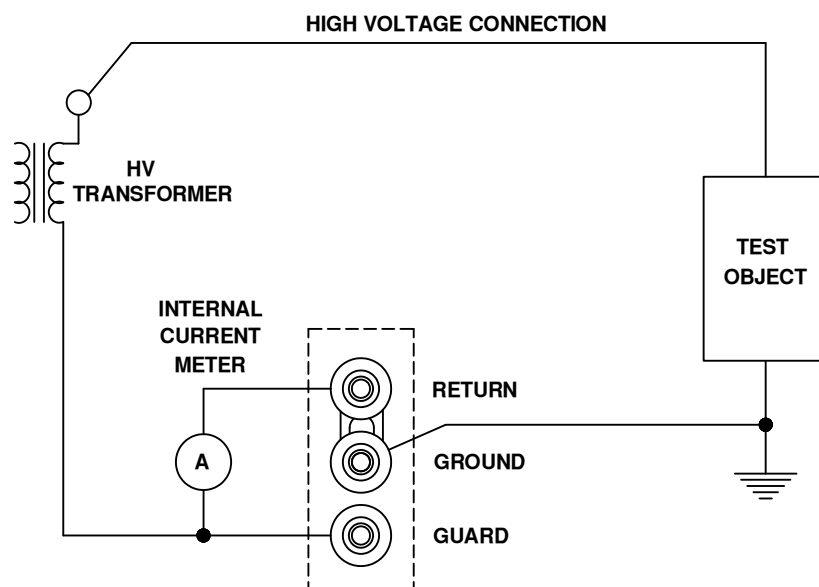 HIGH VOLTAGE CONNECTION
HV
TRANSFORMER
TEST
OBJECT
INTERNAL
CURRENT
METER
RETURN
A
GROUND
GUARD